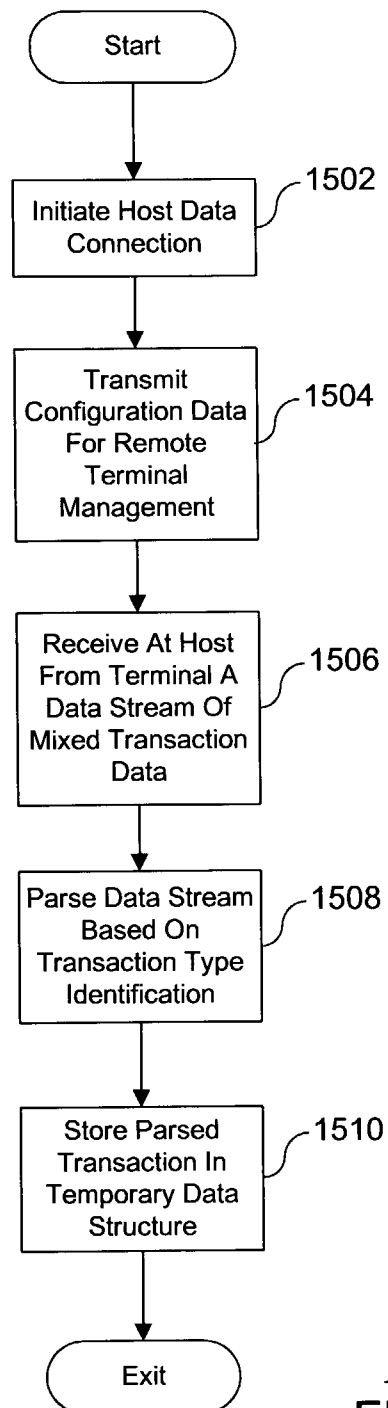 Start
1502
Initiate Host Data
Connection
1504
Transmit
Configuration Data
For Remote
Terminal
Management
1506
Receive At Host
From Terminal A
Data Stream Of
Mixed Transaction
Data
1508
Parse Data Stream
Based On
Transaction Type
Identification
1510
Store Parsed
Transaction In
Temporary Data
Structure
Exit